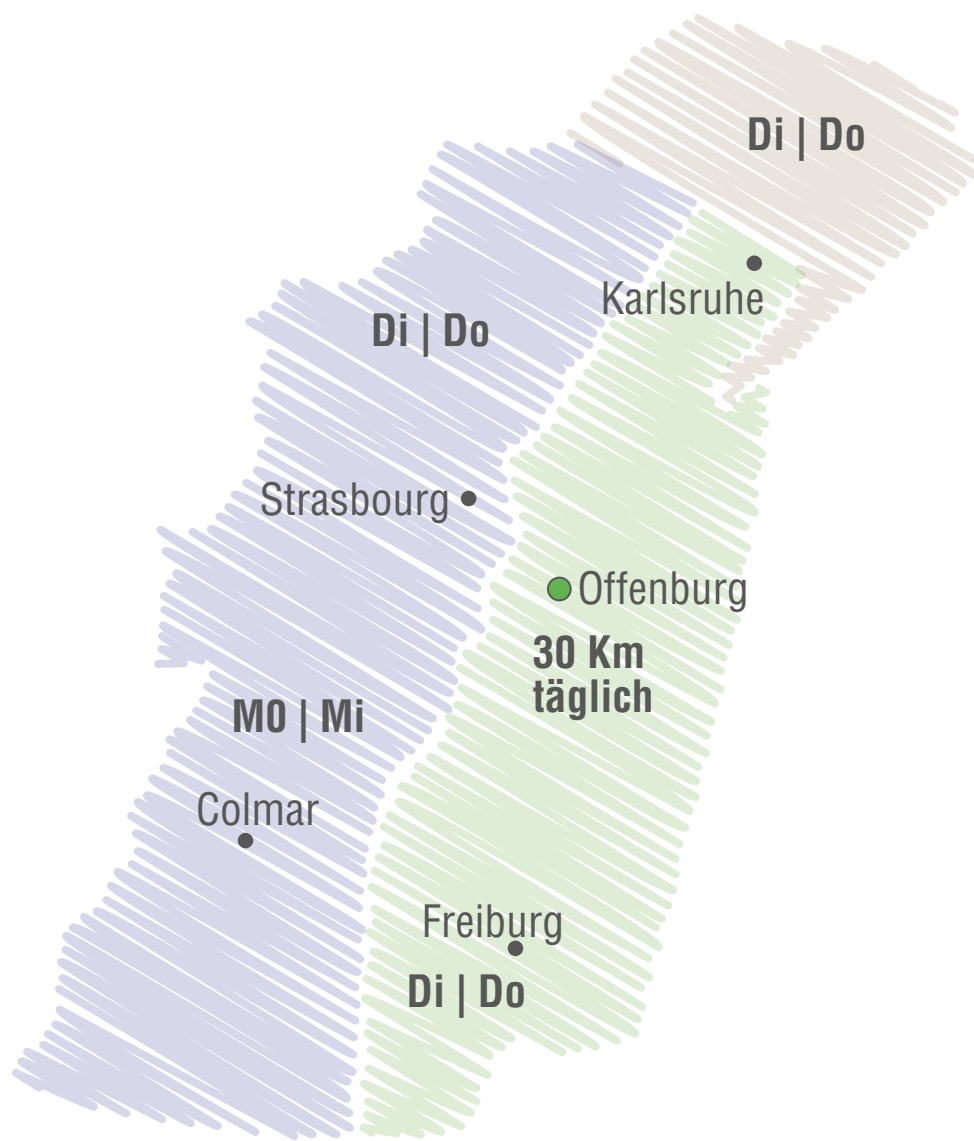 Di | Do
Karlsruhe
Di | Do
Strasbourg
Offenburg
30 Km
täglich
MO | Mi
Colmar
Freiburg
Di | Do